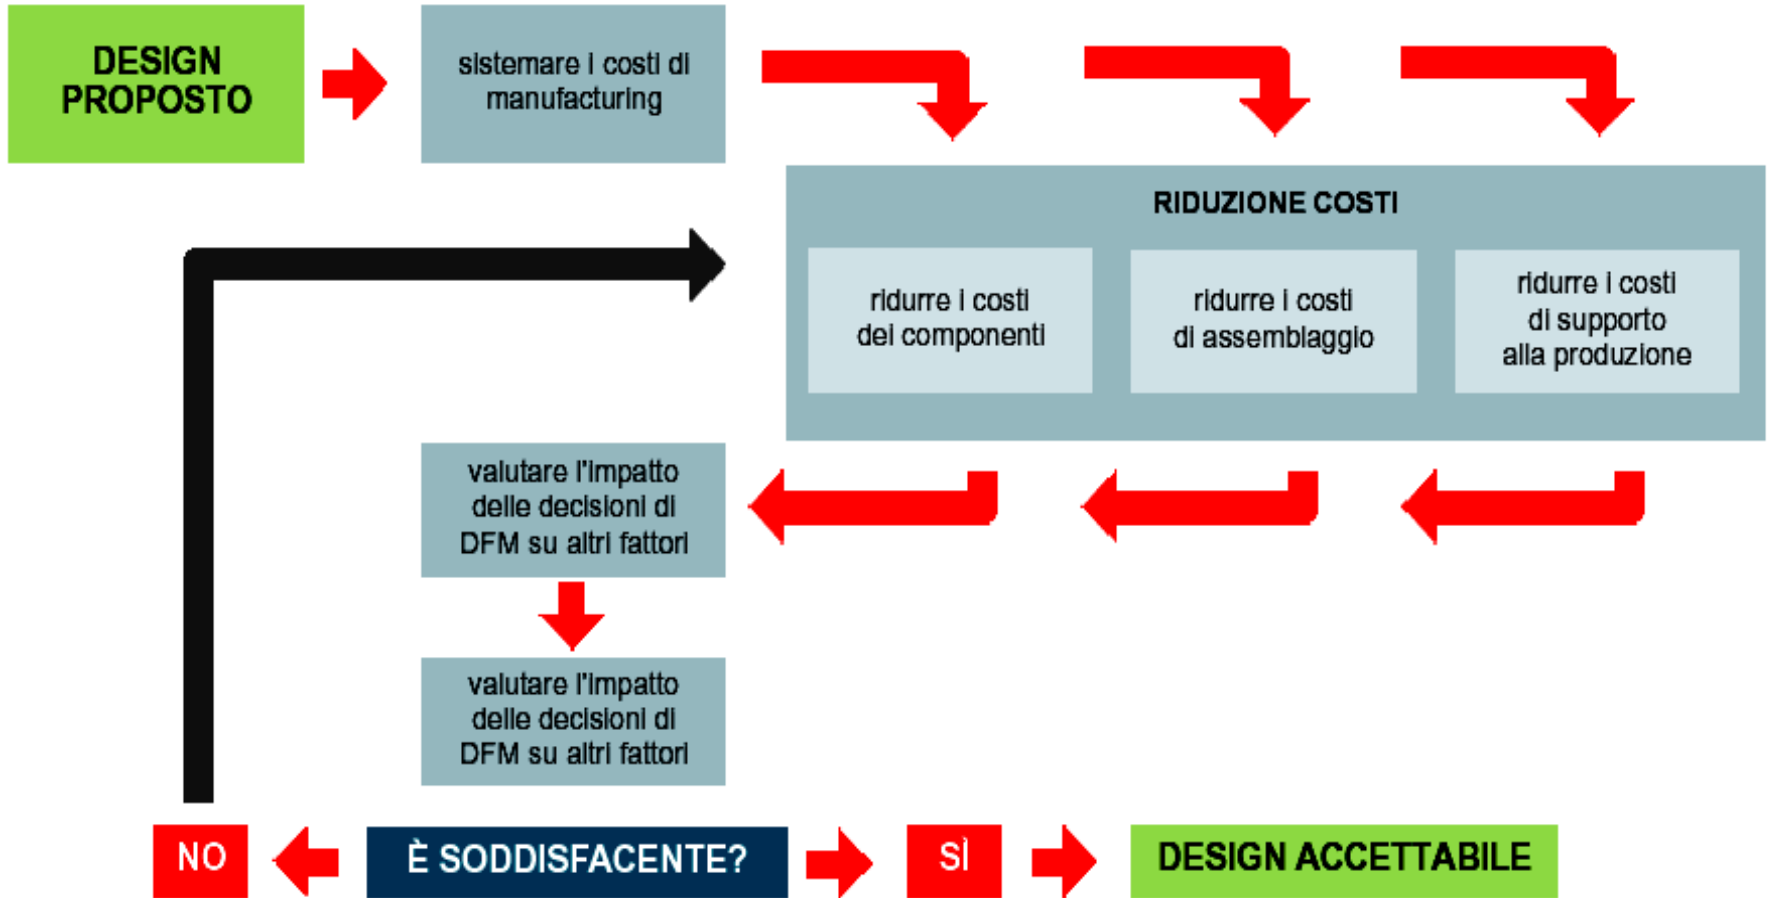 DESIGN
PROPOSTO
sistemare i costi di
manufacturing
RIDUZIONE COSTI
ridurre i costi
dei componenti
ridurre i costi
di assemblaggio
ridurre i costi
di supporto
alla produzione
valutare l'impatto
delle decisioni di
DFM su altri fattori
valutare l'impatto
delle decisioni di
DFM su altri fattori
NO
È SODDISFACENTE?
SÌ
DESIGN ACCETTABILE